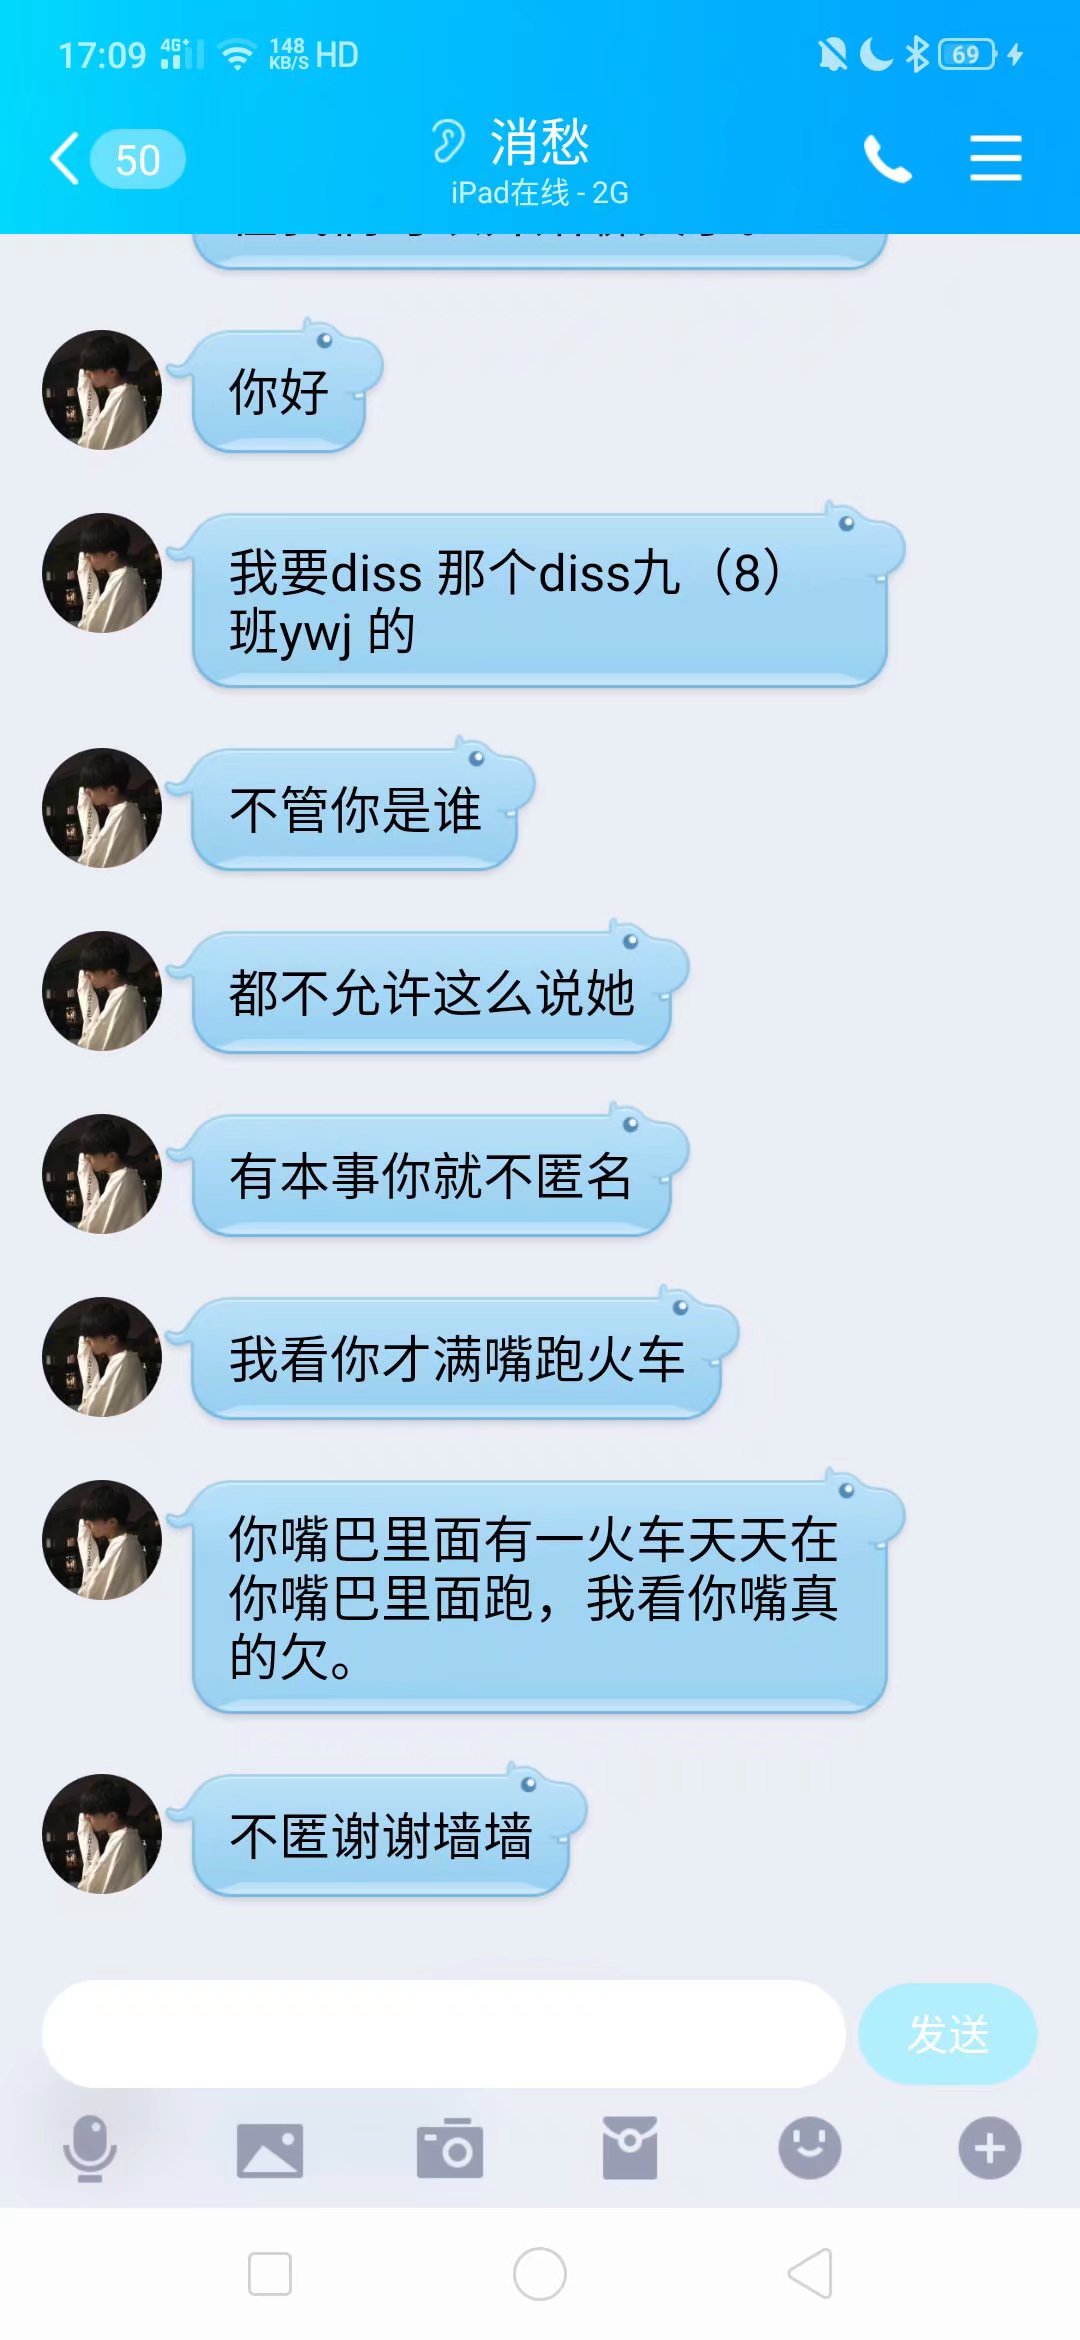 17:09
4G+
148
KB/S
HD
69
50
消愁
iPad在线 - 2G
你好
我要diss 那个diss九（8）
班ywj 的
不管你是谁
都不允许这么说她
有本事你就不匿名
我看你才满嘴跑火车
你嘴巴里面有一火车天天在
你嘴巴里面跑，我看你嘴真
的欠。
不匿谢谢墙墙
发送